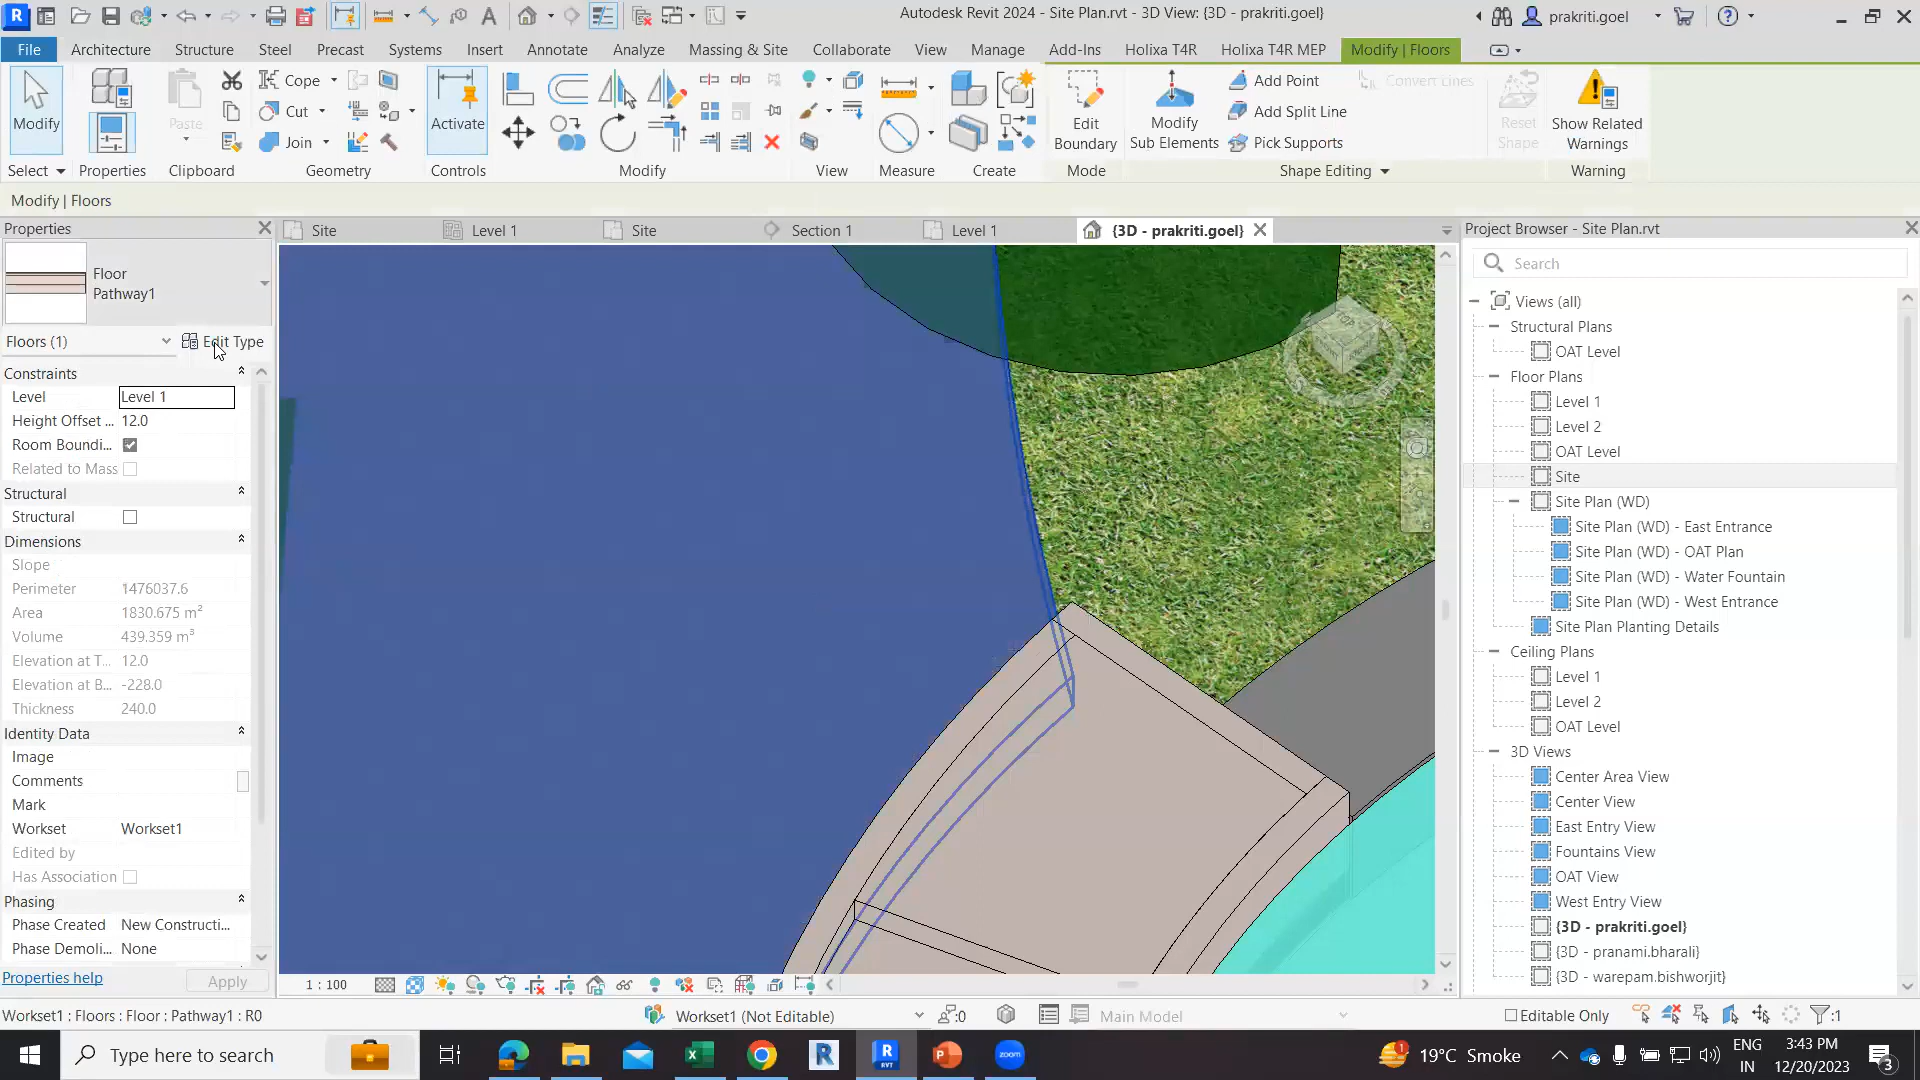 Autodesk Revit 2024 - Site Plan.rvt - 3D View: {3D - prakriti.goel}
prakriti.goel
File Architecture Structure Steel Precast Systems Insert Annotate Analyze Massing & Site Collaborate View Manage Add-Ins Holixa T4R Holixa T4R MEP Modify | Floors
Modify
Paste
Cope
Cut
Join
Activate
Edit Boundary
Modify Sub Elements
Add Point
Add Split Line
Pick Supports
Convert Lines
Reset Shape
Show Related Warnings
Select Properties Clipboard Geometry Controls Modify View Measure Create Mode Shape Editing Warning
Modify | Floors
Properties
Site
Level 1
Site
Section 1
Level 1
{3D - prakriti.goel}
Floor
Pathway1
Floors (1)
Edit Type
Constraints
Level Level 1
Height Offset ... 12.0
Room Boundi...
Related to Mass
Structural
Structural
Dimensions
Slope
Perimeter 1476037.6
Area 1830.675 m²
Volume 439.359 m³
Elevation at T... 12.0
Elevation at B... -228.0
Thickness 240.0
Identity Data
Image
Comments
Mark
Workset Workset1
Edited by
Has Association
Phasing
Phase Created New Constructi...
Phase Demoli... None
Properties help
Apply
1 : 100
Project Browser - Site Plan.rvt
Search
Views (all)
Structural Plans
OAT Level
Floor Plans
Level 1
Level 2
OAT Level
Site
Site Plan (WD)
Site Plan (WD) - East Entrance
Site Plan (WD) - OAT Plan
Site Plan (WD) - Water Fountain
Site Plan (WD) - West Entrance
Site Plan Planting Details
Ceiling Plans
Level 1
Level 2
OAT Level
3D Views
Center Area View
Center View
East Entry View
Fountains View
OAT View
West Entry View
{3D - prakriti.goel}
{3D - pranami.bharali}
{3D - warepam.bishworjit}
Workset1 : Floors : Floor : Pathway1 : R0
Workset1 (Not Editable)
:0
Main Model
Editable Only
:1
Type here to search
zoom
19°C Smoke
ENG
IN
3:43 PM
12/20/2023
3